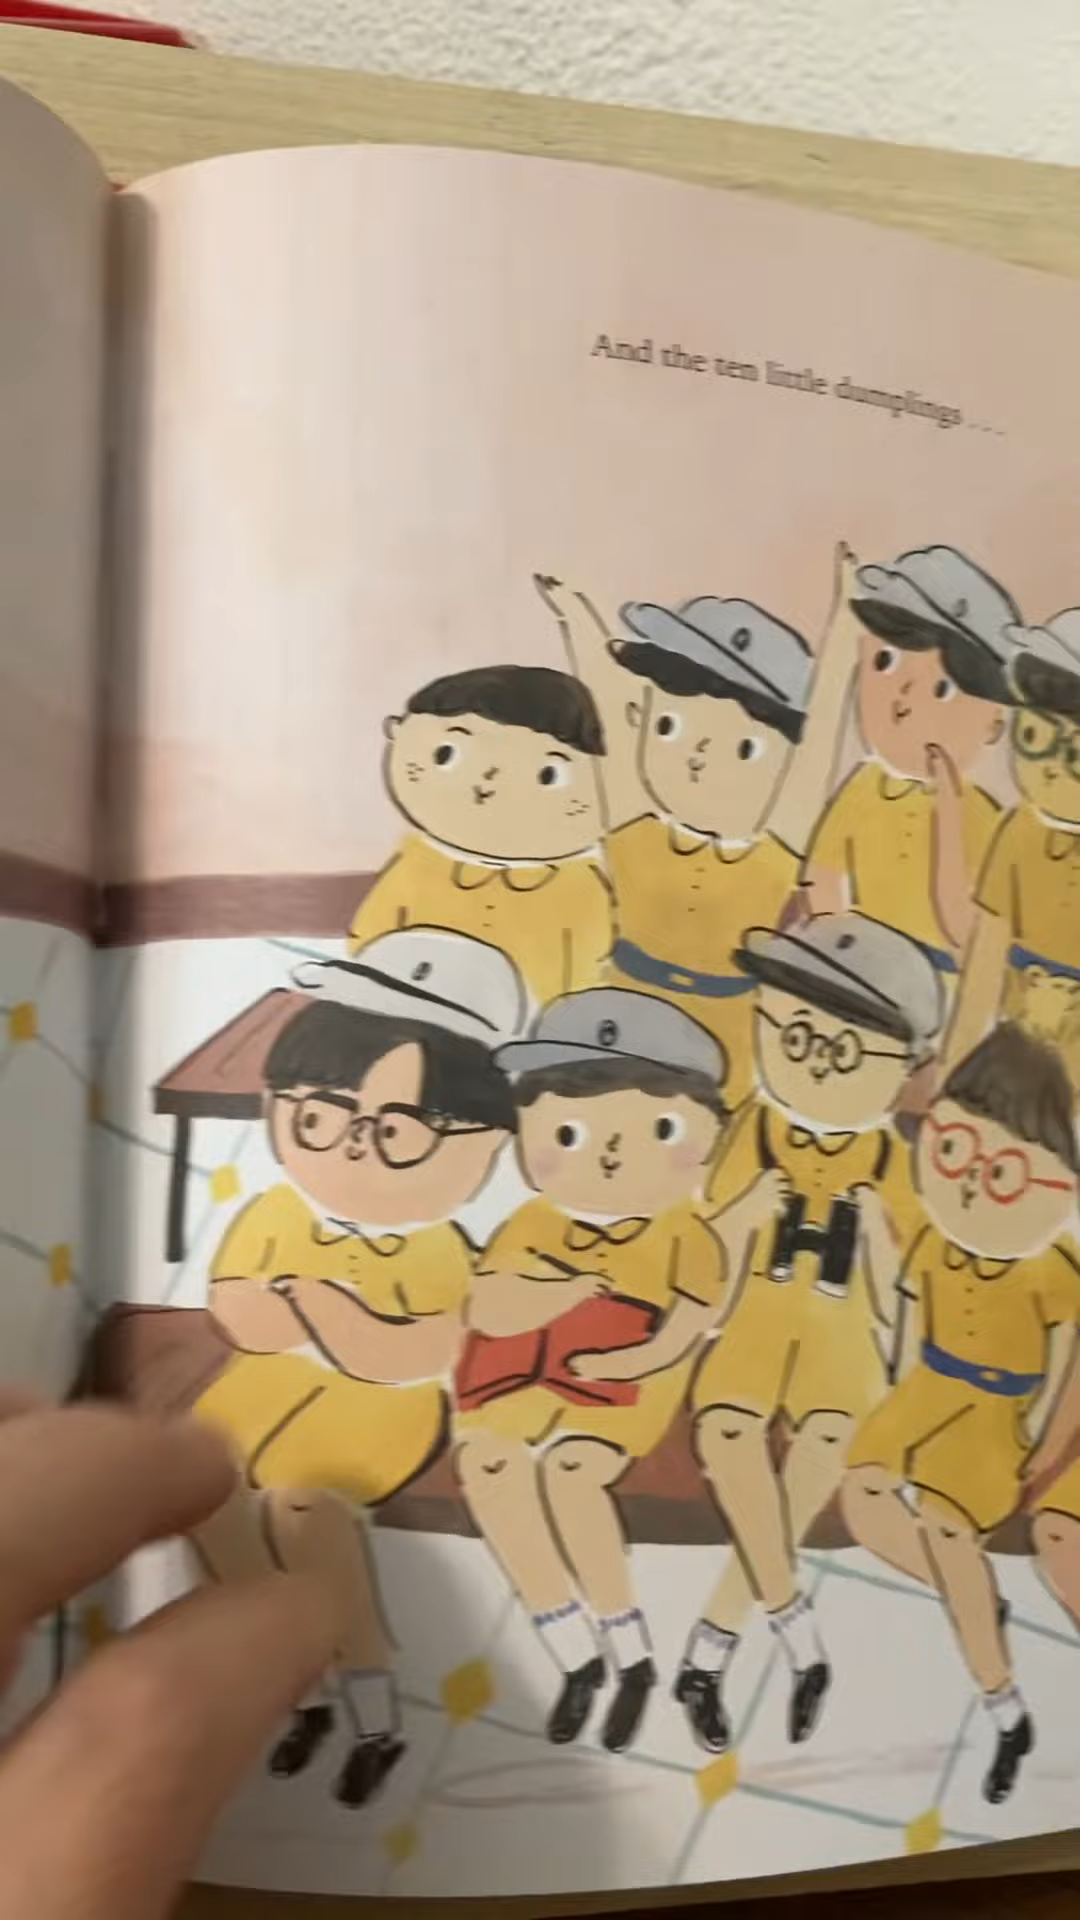 And the ten little dumplings . . .